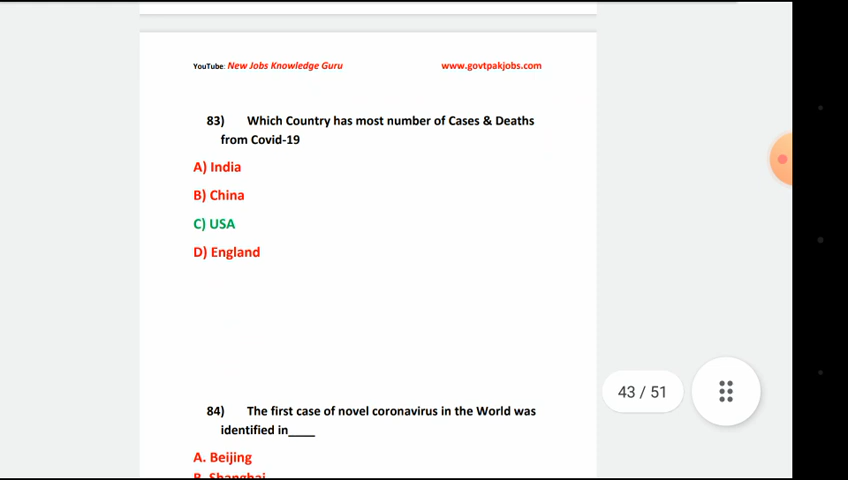 YouTube: New Jobs Knowledge Guru www.govtpakjobs.com
83) Which Country has most number of Cases & Deaths
from Covid-19
A) India
B) China
C) USA
D) England
43 / 51
84) The first case of novel coronavirus in the World was
identified in____
A. Beijing
B. Shanghai